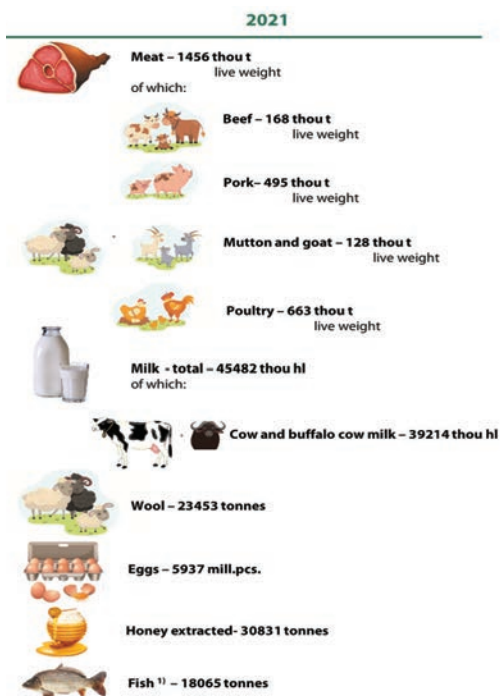 2021
Meat – 1456 thou t
live weight
of which:
Beef – 168 thou t
live weight
Pork– 495 thou t
live weight
Mutton and goat – 128 thou t
live weight
Poultry – 663 thou t
live weight
Milk - total – 45482 thou hl
of which:
Cow and buffalo cow milk – 39214 thou hl
Wool – 23453 tonnes
Eggs – 5937 mill.pcs.
Honey extracted- 30831 tonnes
Fish ¹⁾ – 18065 tonnes